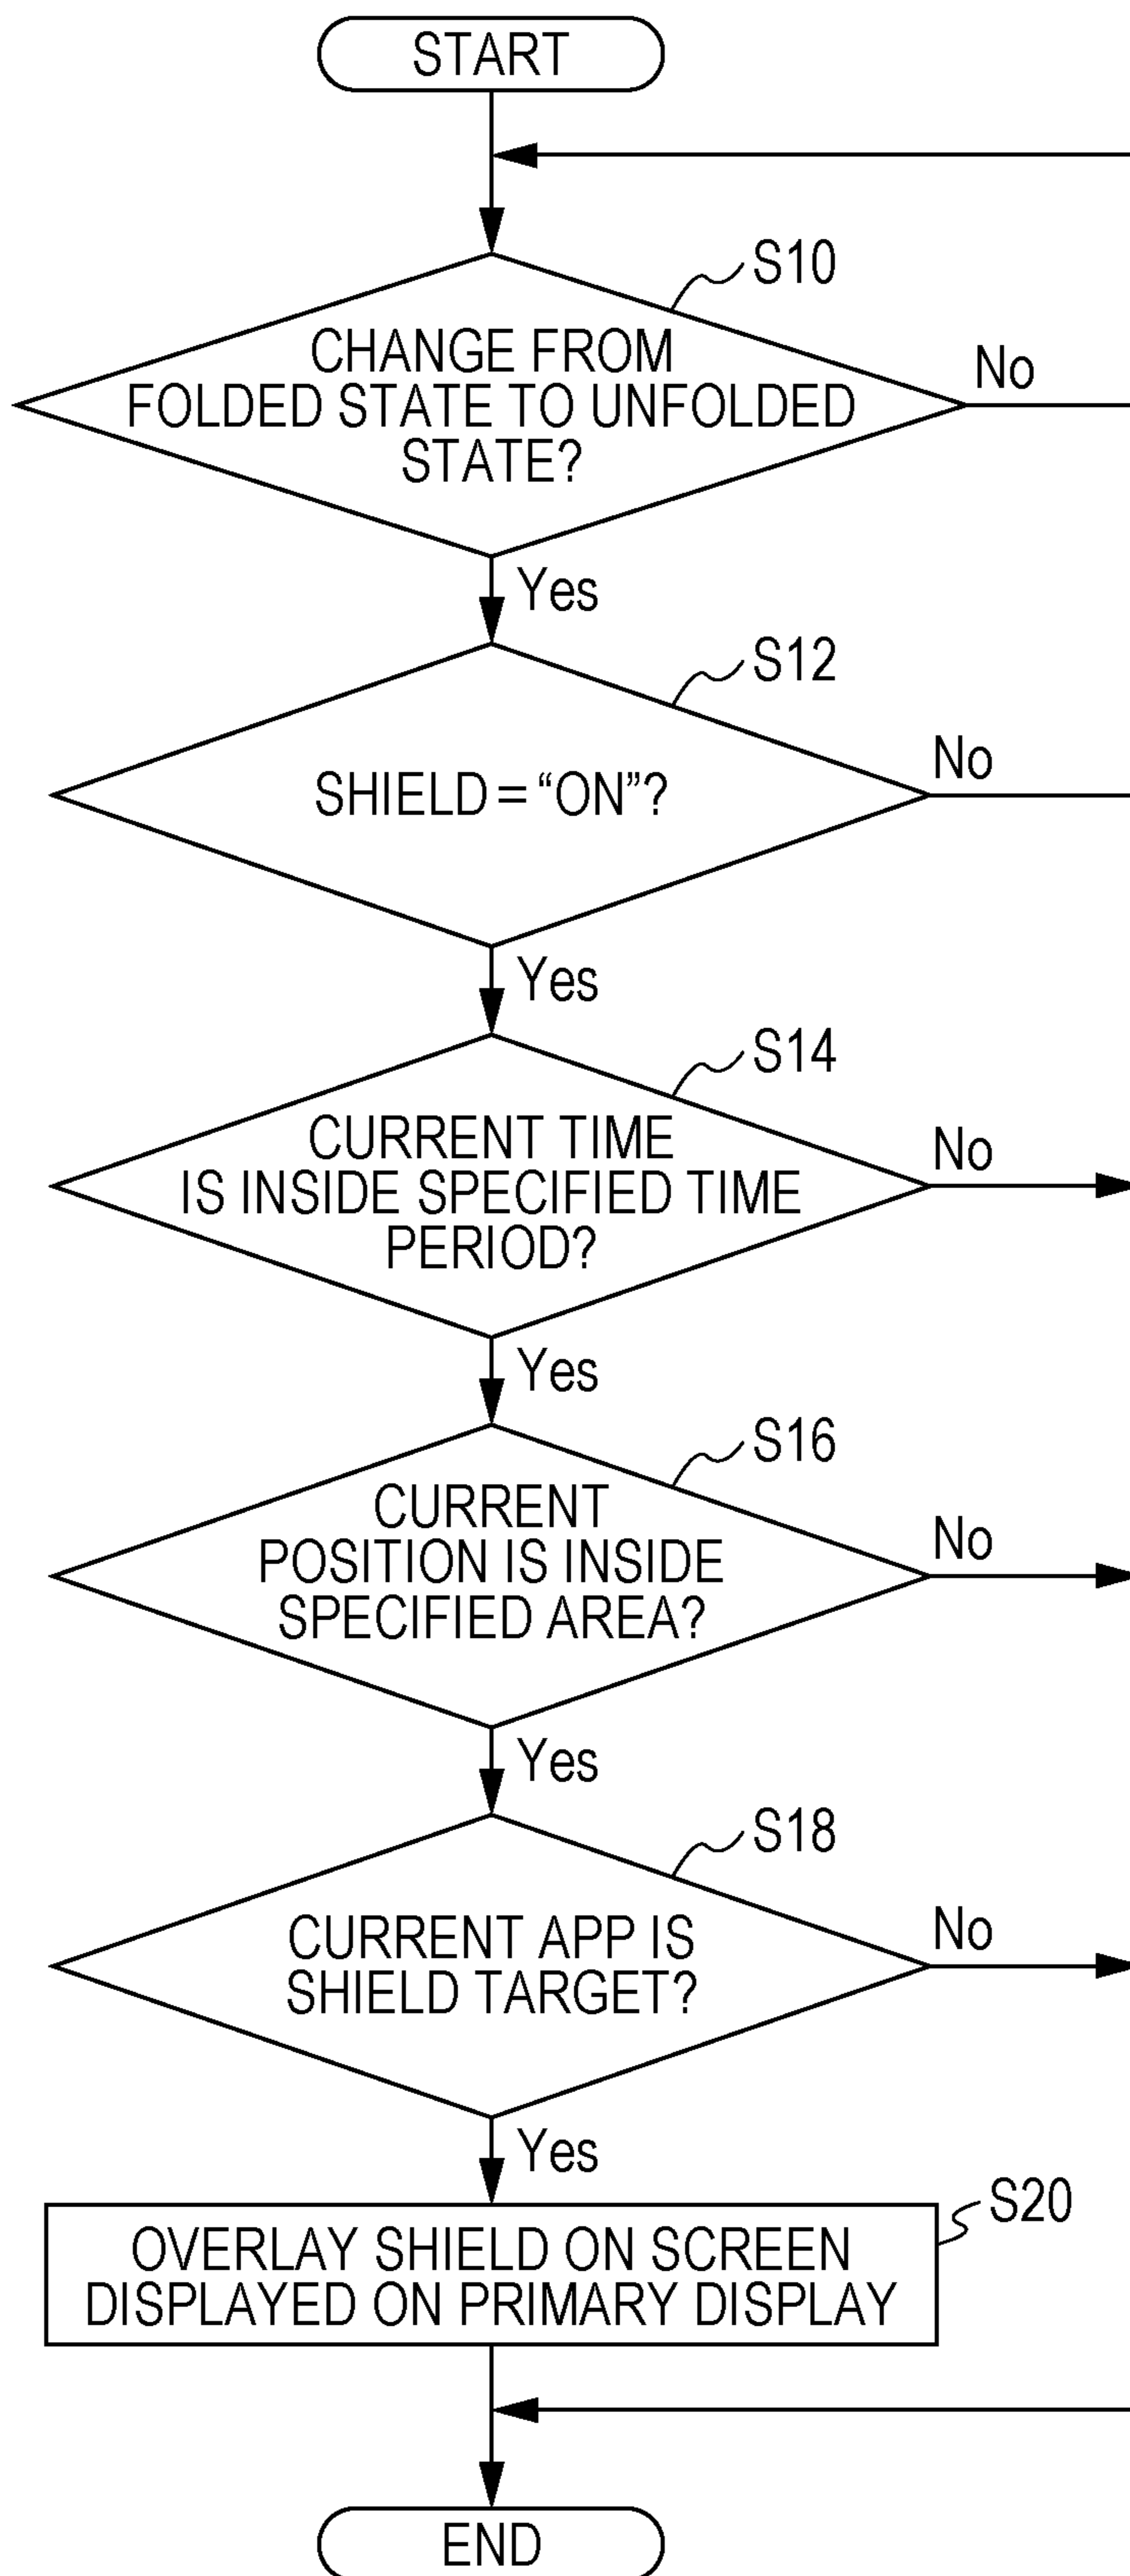 START
S10
CHANGE FROM
FOLDED STATE TO UNFOLDED
STATE?
No
Yes
S12
SHIELD = “ON”?
No
Yes
S14
CURRENT TIME
IS INSIDE SPECIFIED TIME
PERIOD?
No
Yes
S16
CURRENT
POSITION IS INSIDE
SPECIFIED AREA?
No
Yes
S18
CURRENT APP IS
SHIELD TARGET?
No
Yes
S20
OVERLAY SHIELD ON SCREEN
DISPLAYED ON PRIMARY DISPLAY
END